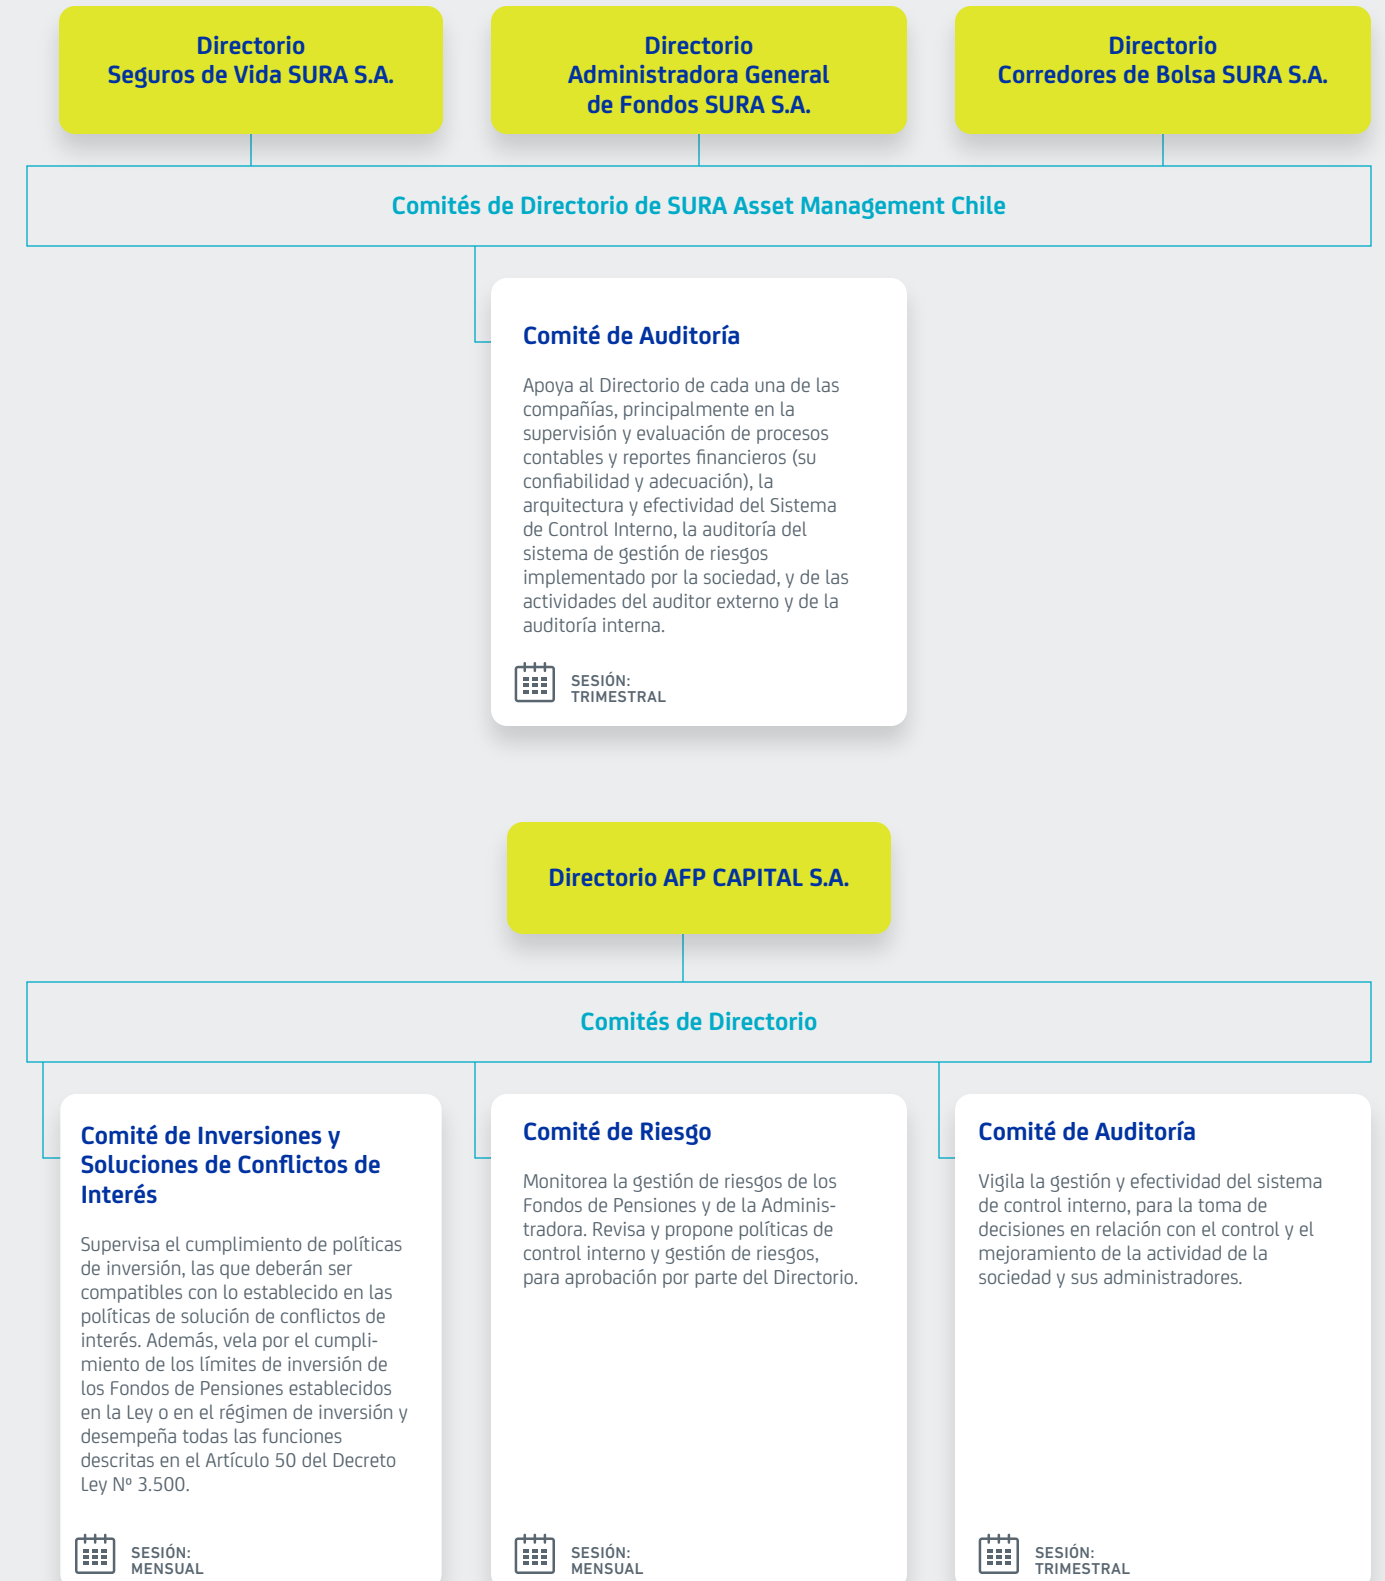 Directorio
Seguros de Vida SURA S.A.
Directorio
Administradora General
de Fondos SURA S.A.
Directorio
Corredores de Bolsa SURA S.A.
Comités de Directorio de SURA Asset Management Chile
Comité de Auditoría
Apoya al Directorio de cada una de las
compañías, principalmente en la
supervisión y evaluación de procesos
contables y reportes financieros (su
confiabilidad y adecuación), la
arquitectura y efectividad del Sistema
de Control Interno, la auditoría del
sistema de gestión de riesgos
implementado por la sociedad, y de las
actividades del auditor externo y de la
auditoría interna.
SESIÓN:
TRIMESTRAL
Directorio AFP CAPITAL S.A.
Comités de Directorio
Comité de Inversiones y
Soluciones de Conflictos de
Interés
Supervisa el cumplimiento de políticas
de inversión, las que deberán ser
compatibles con lo establecido en las
políticas de solución de conflictos de
interés. Además, vela por el cumpli-
miento de los límites de inversión de
los Fondos de Pensiones establecidos
en la Ley o en el régimen de inversión y
desempeña todas las funciones
descritas en el Artículo 50 del Decreto
Ley Nº 3.500.
SESIÓN:
MENSUAL
Comité de Riesgo
Monitorea la gestión de riesgos de los
Fondos de Pensiones y de la Adminis-
tradora. Revisa y propone políticas de
control interno y gestión de riesgos,
para aprobación por parte del Directorio.
SESIÓN:
MENSUAL
Comité de Auditoría
Vigila la gestión y efectividad del sistema
de control interno, para la toma de
decisiones en relación con el control y el
mejoramiento de la actividad de la
sociedad y sus administradores.
SESIÓN:
TRIMESTRAL